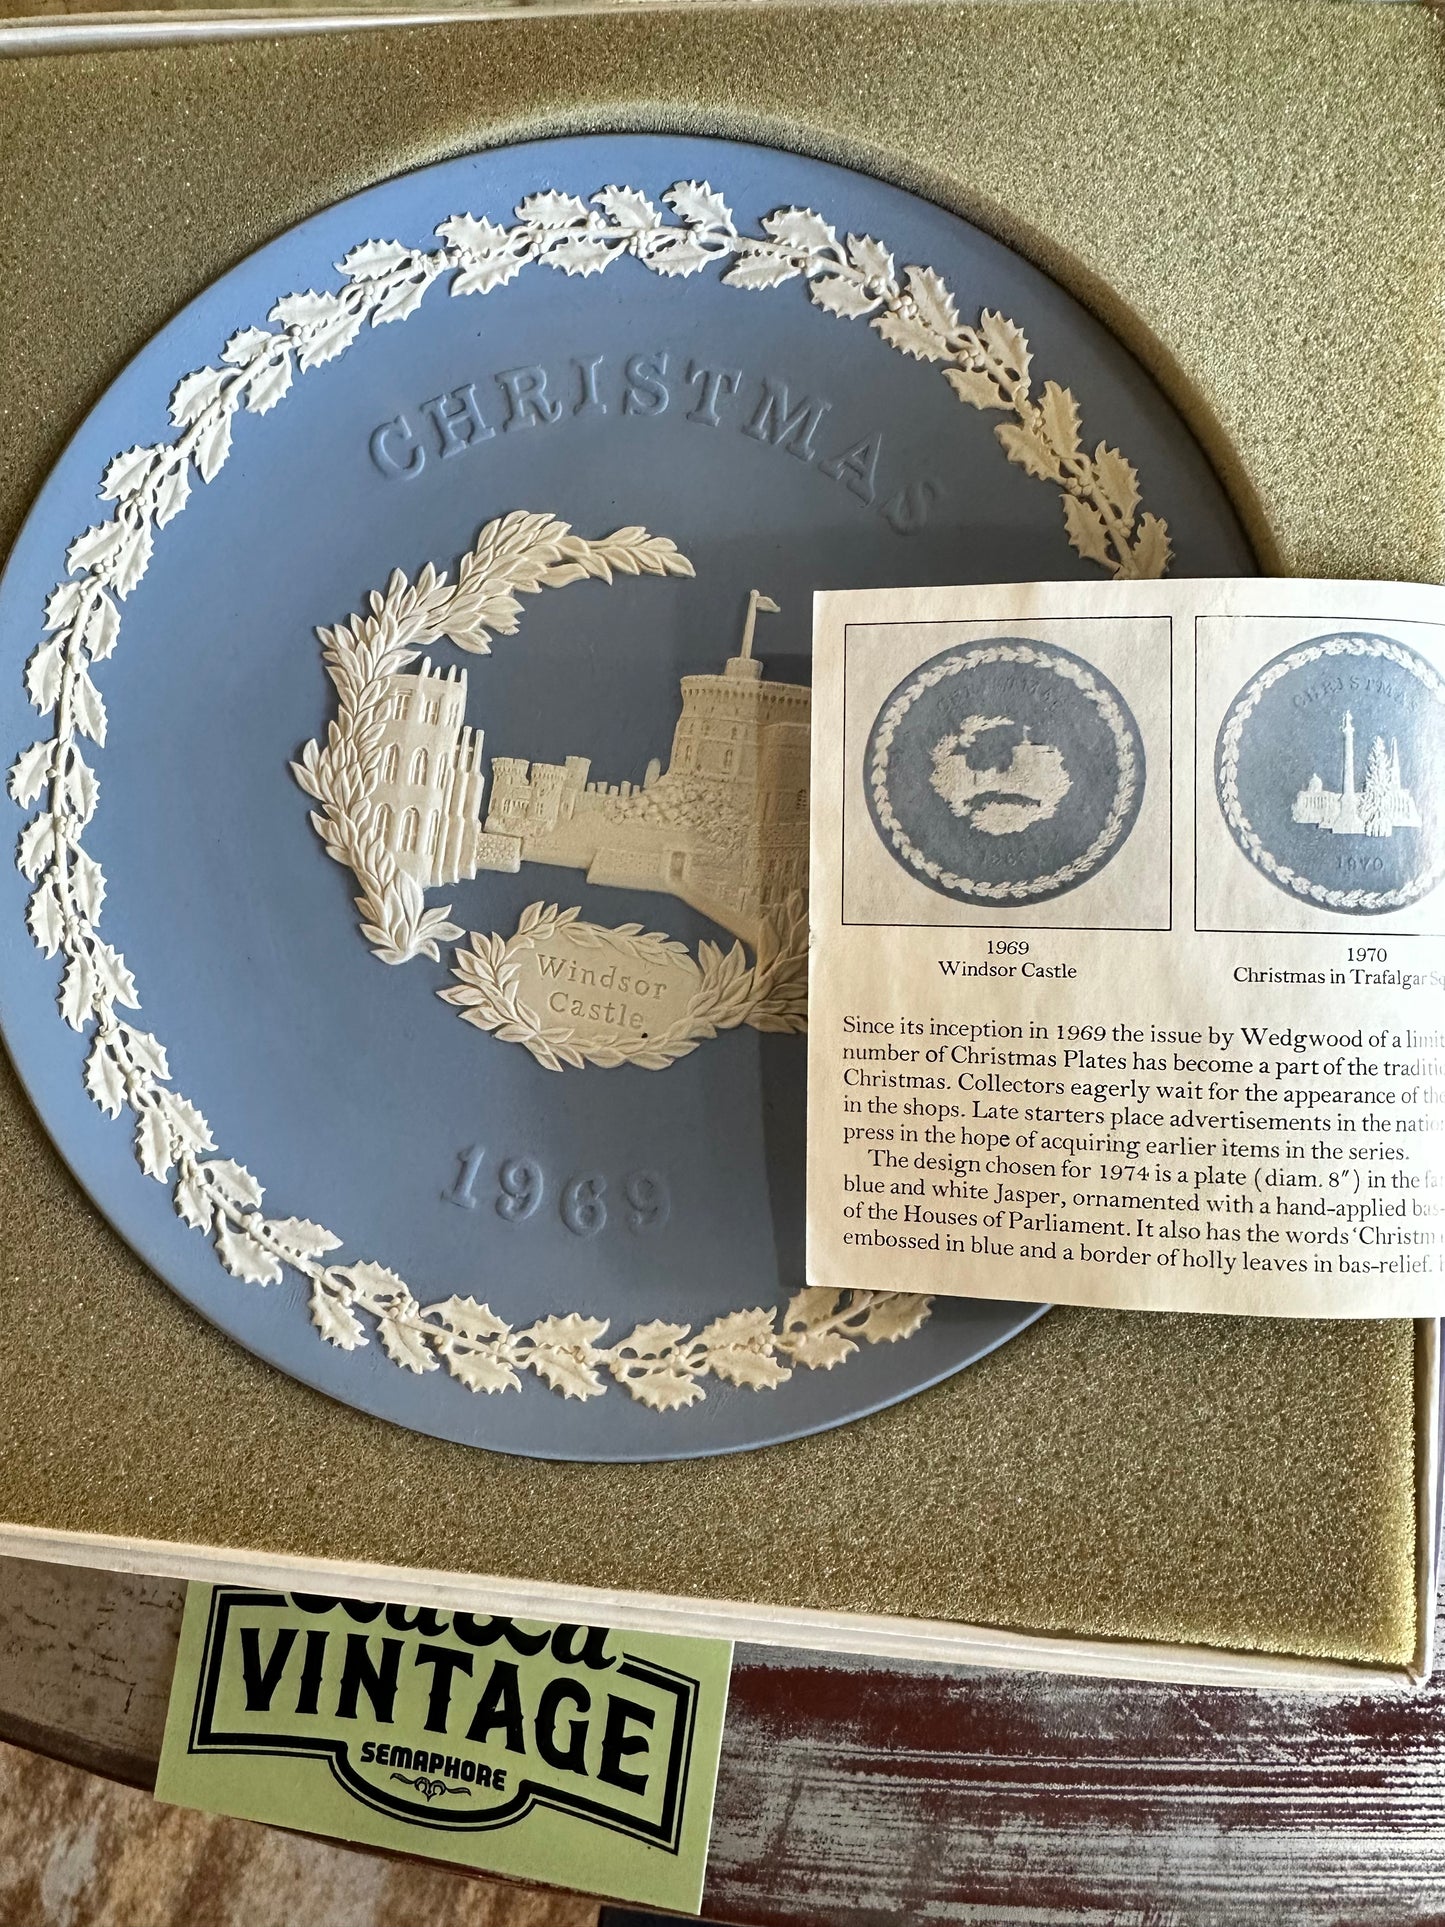 CHRISTMAS
Windsor
Castle
1969
CHRISTMAS
1969
CHRISTMAS
1970
1969
Windsor Castle
1970
Christmas in Trafalgar Sq
Since its inception in 1969 the issue by Wedgwood of a limit
number of Christmas Plates has become a part of the traditio
Christmas. Collectors eagerly wait for the appearance of the
in the shops. Late starters place advertisements in the nation
press in the hope of acquiring earlier items in the series.
The design chosen for 1974 is a plate (diam. 8″) in the fa
blue and white Jasper, ornamented with a hand-applied bas-
of the Houses of Parliament. It also has the words ‘Christm
embossed in blue and a border of holly leaves in bas-relief.
VINTAGE
SEMAPHORE